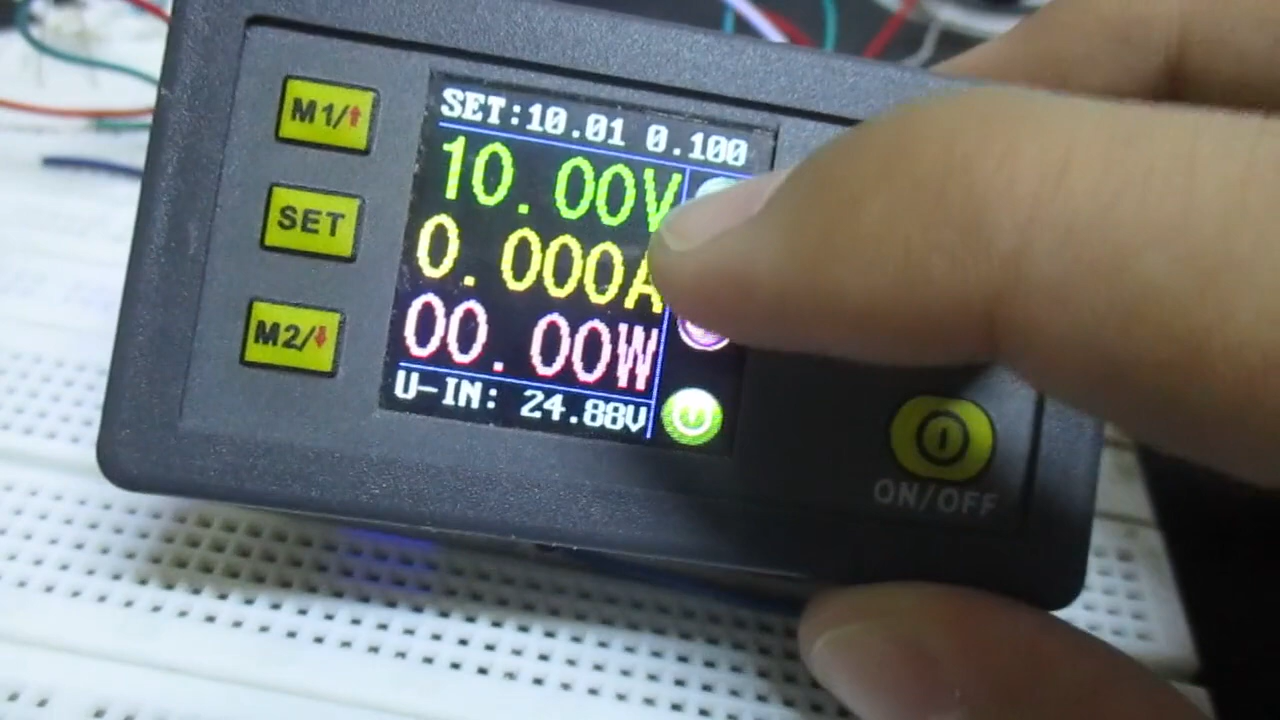 M1/↑
SET
M2/↓
SET:10.01 0.100
10.00V
0.000A
00.00W
U-IN: 24.88V
ON/OFF